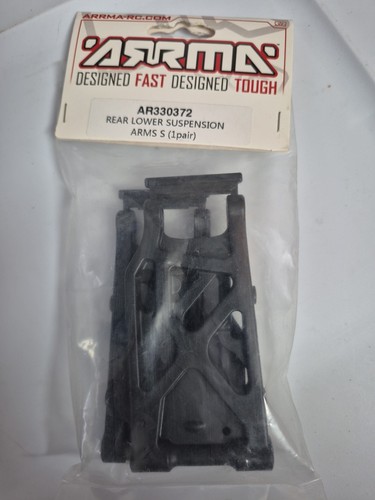 ARRMA-RC.COM
ARRMA
DESIGNED FAST DESIGNED TOUGH
AR330372
REAR LOWER SUSPENSION
ARMS S (1pair)